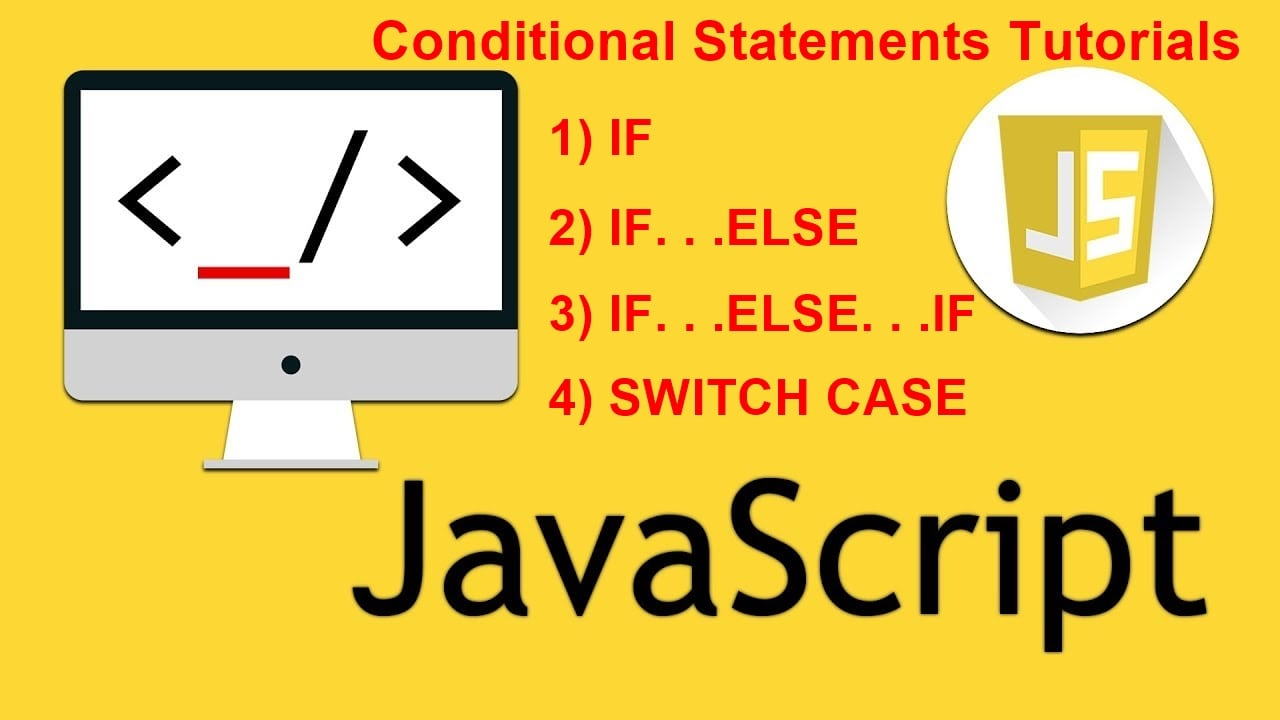 Conditional Statements Tutorials
1) IF
2) IF. . .ELSE
3) IF. . .ELSE. . .IF
4) SWITCH CASE
< _ / >
JS
JavaScript